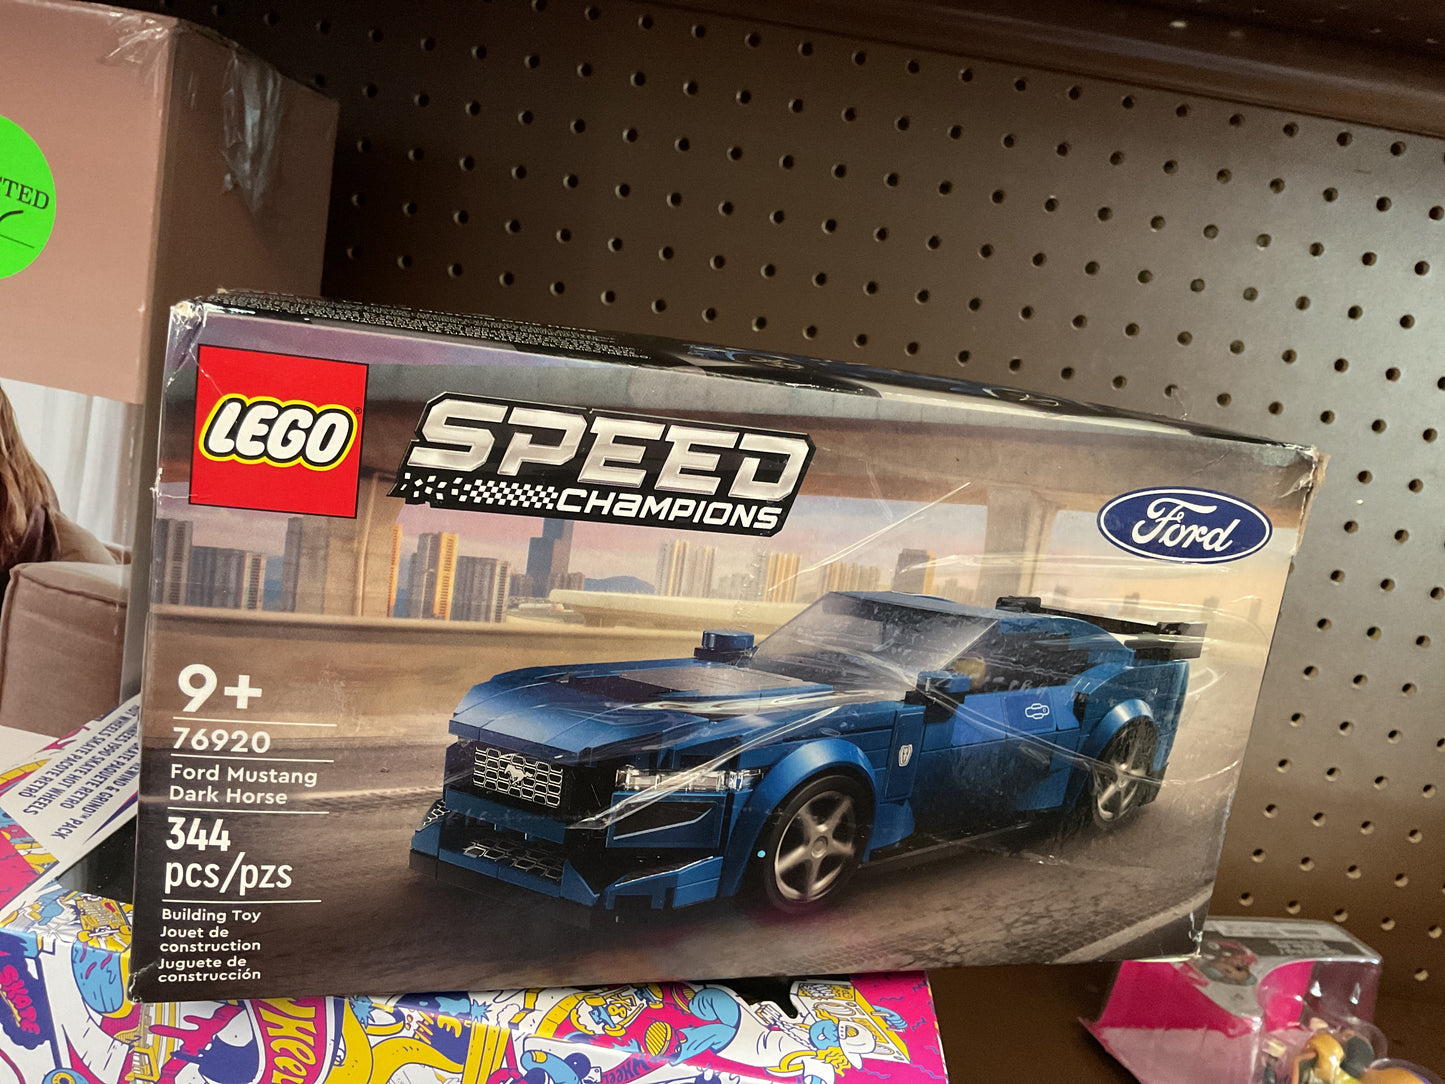 TED
LEGO
SPEED
CHAMPIONS
Ford
9+
76920
Ford Mustang
Dark Horse
344
pcs/pzs
Building Toy
Jouet de
construction
Juguete de
construcción